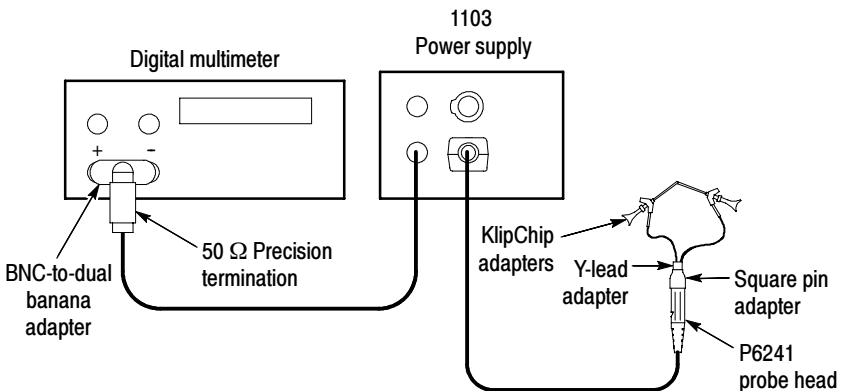 1103
Power supply
Digital multimeter
+ −
BNC-to-dual
banana
adapter
50 Ω Precision
termination
KlipChip
adapters
Y-lead
adapter
Square pin
adapter
P6241
probe head